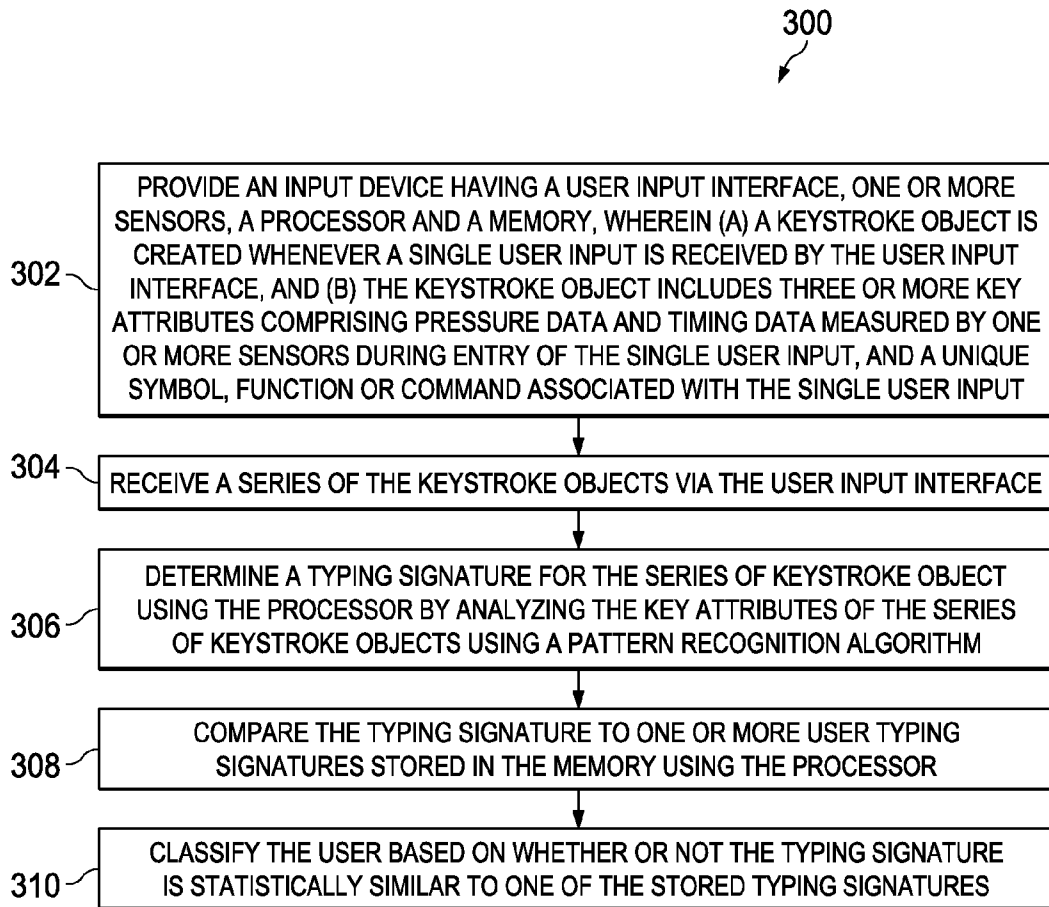 300
302
PROVIDE AN INPUT DEVICE HAVING A USER INPUT INTERFACE, ONE OR MORE
SENSORS, A PROCESSOR AND A MEMORY, WHEREIN (A) A KEYSTROKE OBJECT IS
CREATED WHENEVER A SINGLE USER INPUT IS RECEIVED BY THE USER INPUT
INTERFACE, AND (B) THE KEYSTROKE OBJECT INCLUDES THREE OR MORE KEY
ATTRIBUTES COMPRISING PRESSURE DATA AND TIMING DATA MEASURED BY ONE
OR MORE SENSORS DURING ENTRY OF THE SINGLE USER INPUT, AND A UNIQUE
SYMBOL, FUNCTION OR COMMAND ASSOCIATED WITH THE SINGLE USER INPUT
304
RECEIVE A SERIES OF THE KEYSTROKE OBJECTS VIA THE USER INPUT INTERFACE
306
DETERMINE A TYPING SIGNATURE FOR THE SERIES OF KEYSTROKE OBJECT
USING THE PROCESSOR BY ANALYZING THE KEY ATTRIBUTES OF THE SERIES
OF KEYSTROKE OBJECTS USING A PATTERN RECOGNITION ALGORITHM
308
COMPARE THE TYPING SIGNATURE TO ONE OR MORE USER TYPING
SIGNATURES STORED IN THE MEMORY USING THE PROCESSOR
310
CLASSIFY THE USER BASED ON WHETHER OR NOT THE TYPING SIGNATURE
IS STATISTICALLY SIMILAR TO ONE OF THE STORED TYPING SIGNATURES